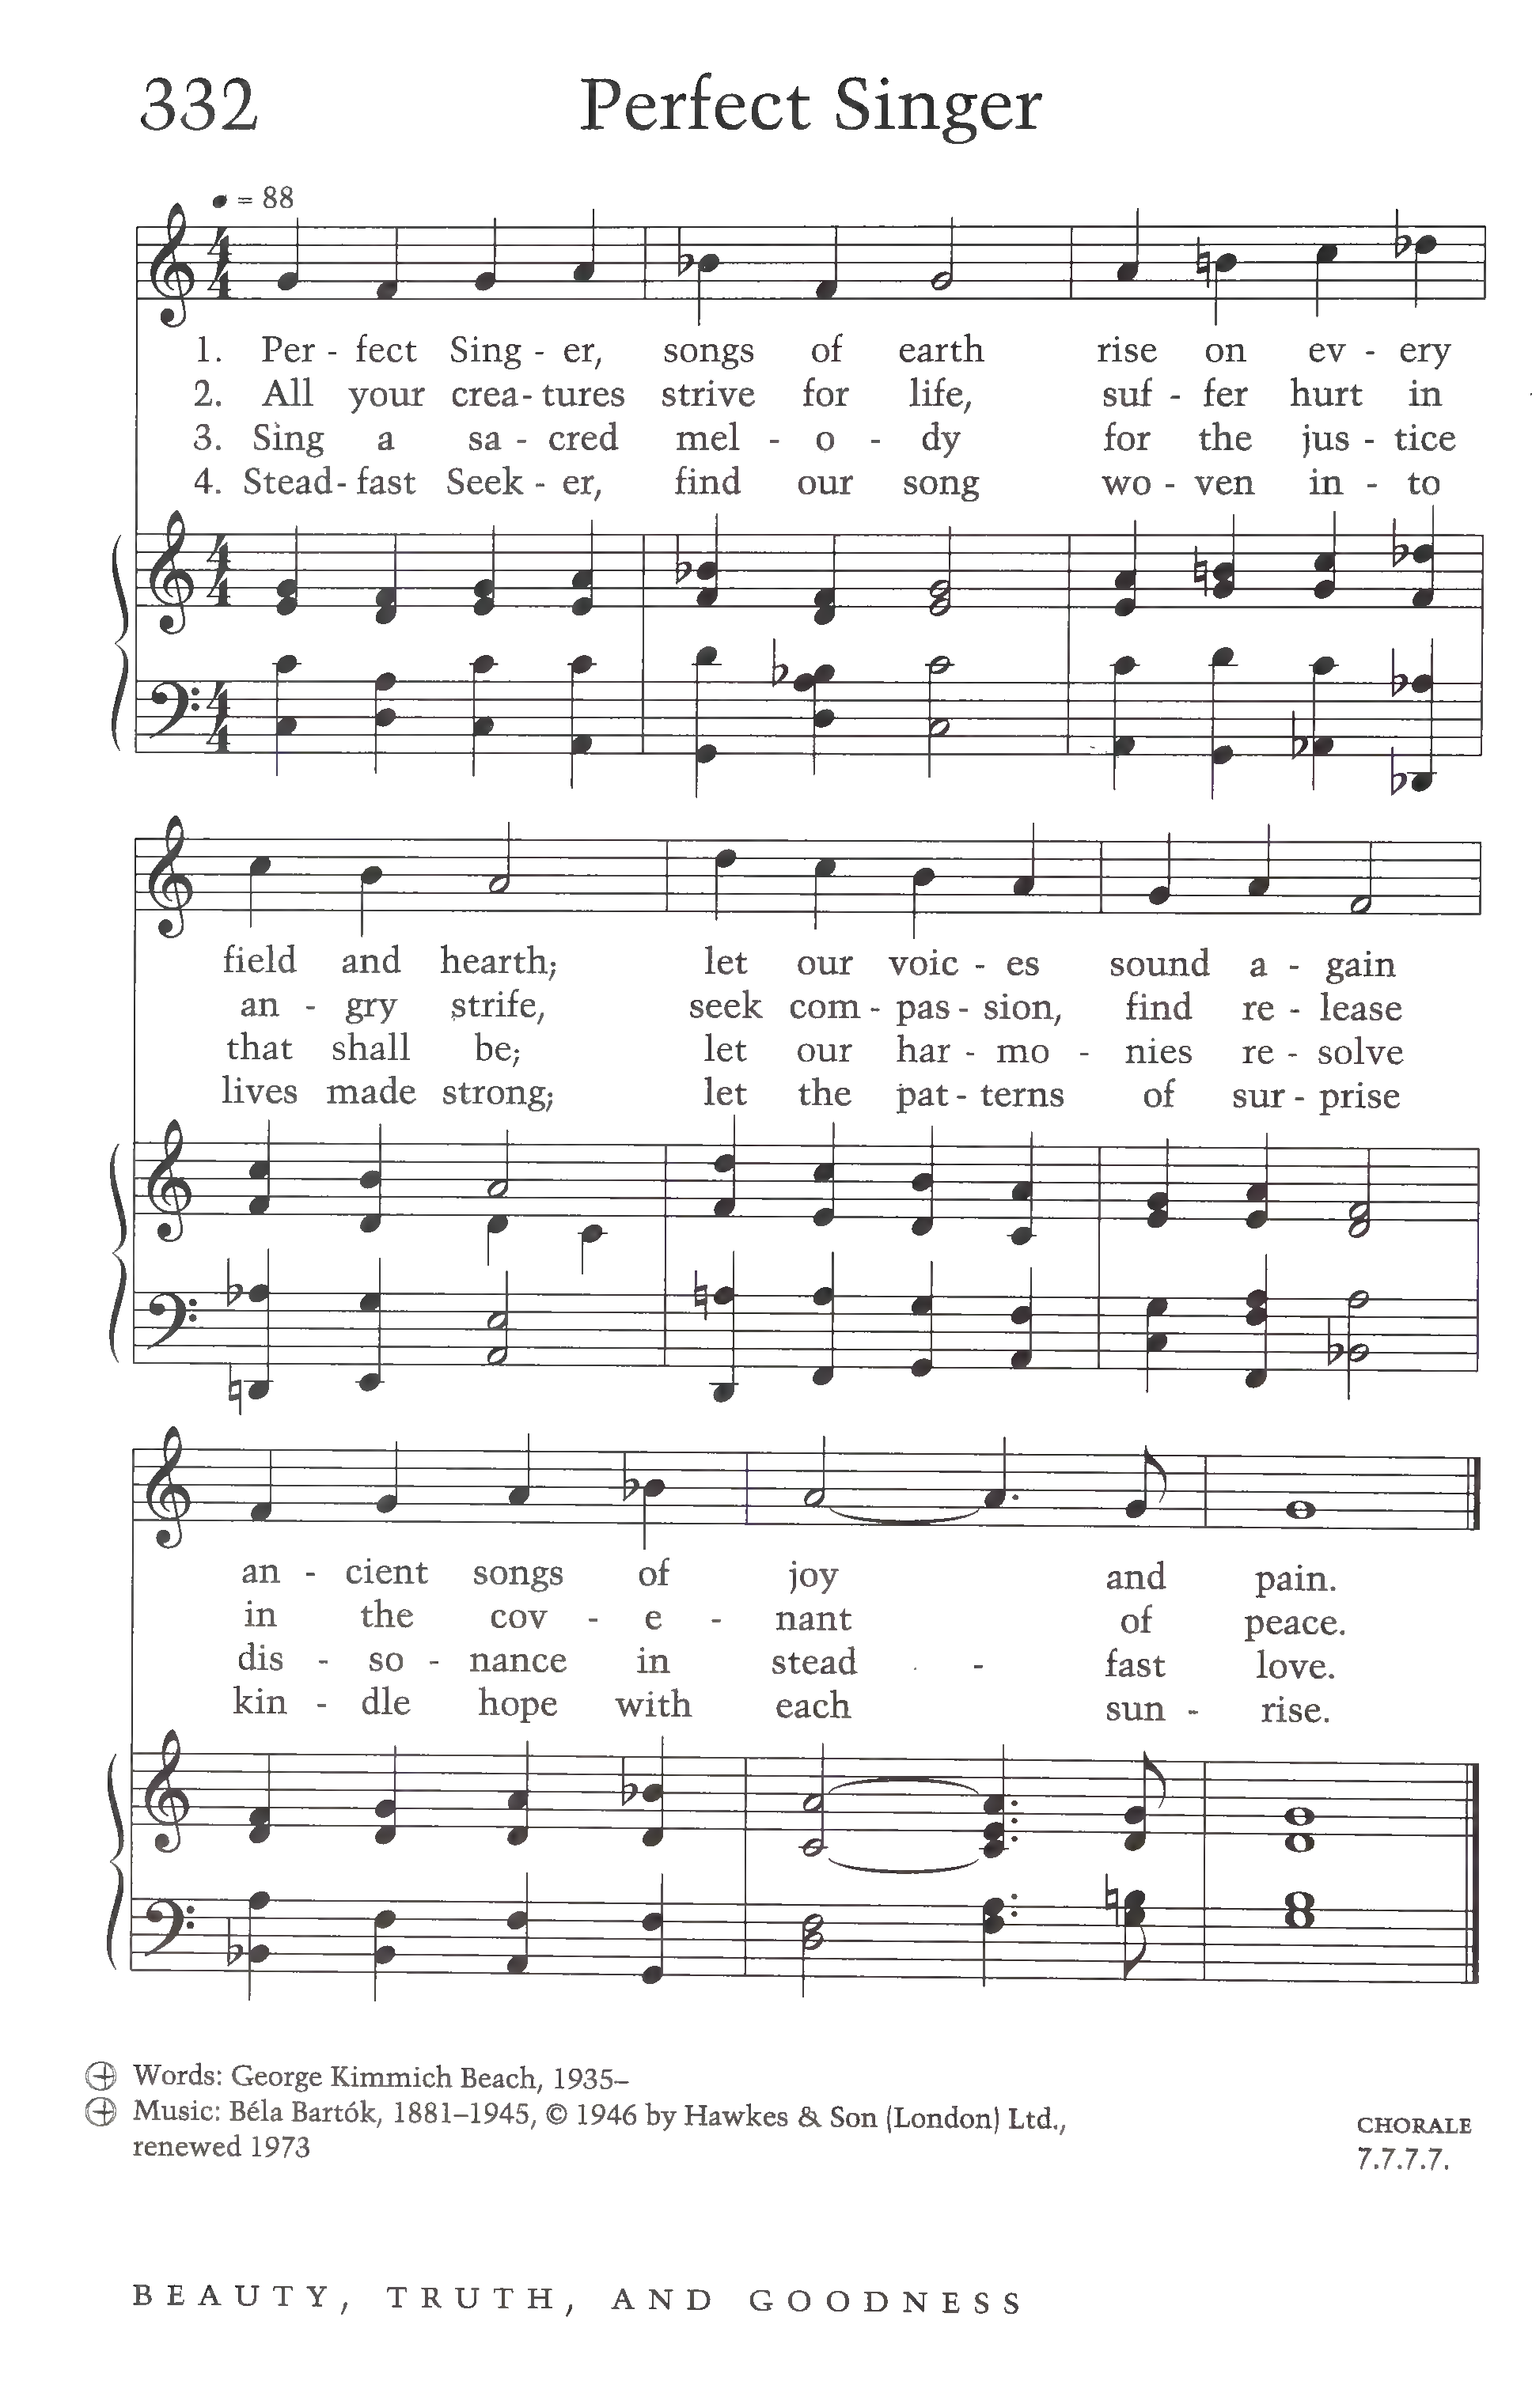 332 Perfect Singer
= 88
1. Per - fect Sing - er, songs of earth rise on ev - ery
2. All your crea - tures strive for life, suf - fer hurt in
3. Sing a sa - cred mel - o - dy for the jus - tice
4. Stead - fast Seek - er, find our song wo - ven in - to
field and hearth; let our voic - es sound a - gain
an - gry strife, seek com - pas - sion, find re - lease
that shall be; let our har - mo - nies re - solve
lives made strong; let the pat - terns of sur - prise
an - cient songs of joy and pain.
in the cov - e - nant of peace.
dis - so - nance in stead - fast love.
kin - dle hope with each sun - rise.
Words: George Kimmich Beach, 1935–
Music: Béla Bartók, 1881–1945, © 1946 by Hawkes & Son (London) Ltd.,
renewed 1973
CHORALE
7.7.7.7.
BEAUTY, TRUTH, AND GOODNESS